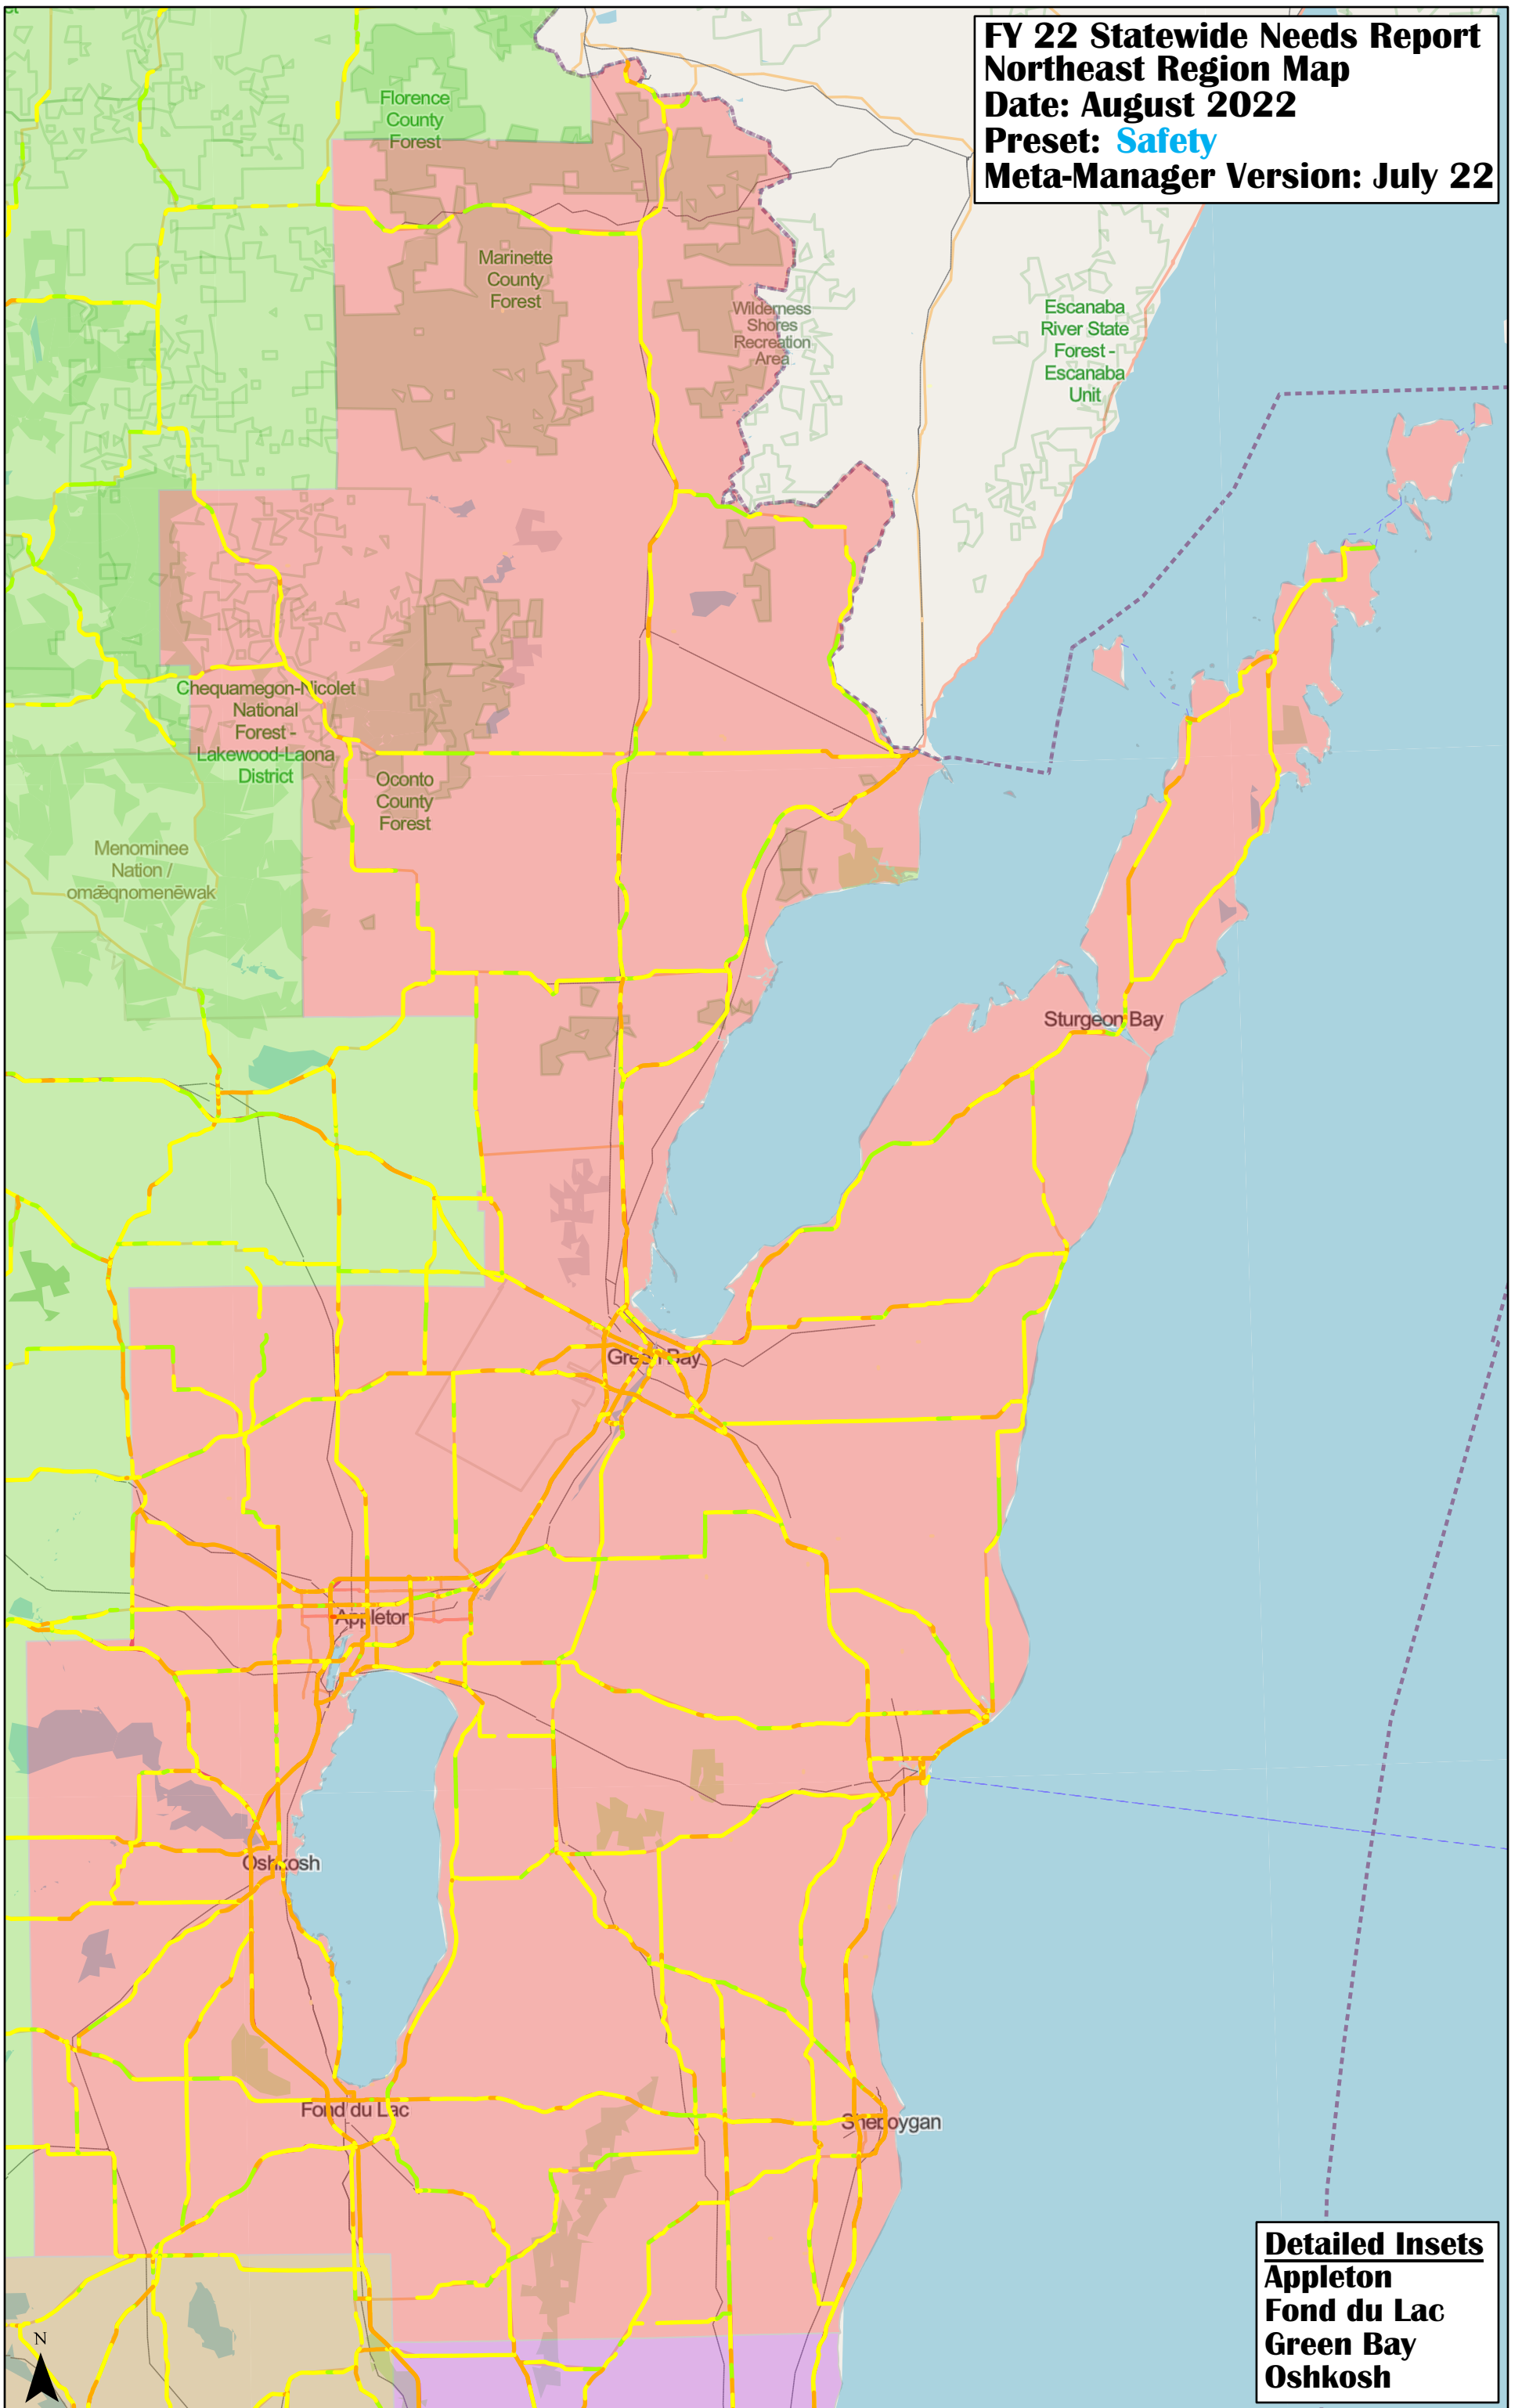 FY 22 Statewide Needs Report
Northeast Region Map
Date: August 2022
Preset: Safety
Meta-Manager Version: July 22
Florence
County
Forest
Marinette
County
Forest
Wilderness
Shores
Recreation
Area
Escanaba
River State
Forest -
Escanaba
Unit
Chequamegon-Nicolet
National
Forest -
Lakewood-Laona
District
Oconto
County
Forest
Menominee
Nation /
omāeqnomenēwak
Sturgeon Bay
Green Bay
Appleton
Oshkosh
Fond du Lac
Sheboygan
Detailed Insets
Appleton
Fond du Lac
Green Bay
Oshkosh
N